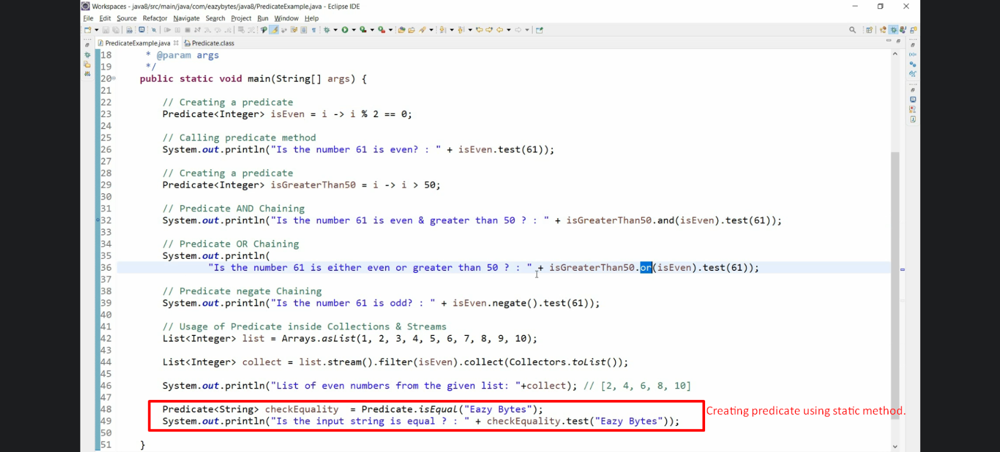 Workspaces - java8/src/main/java/com/eazybytes/java8/PredicateExample.java - Eclipse IDE
File Edit Source Refactor Navigate Search Project Run Window Help
PredicateExample.java Predicate.class
18 * @param args
19 */
20 public static void main(String[] args) {
21
22 // Creating a predicate
23 Predicate<Integer> isEven = i -> i % 2 == 0;
24
25 // Calling predicate method
26 System.out.println("Is the number 61 is even? : " + isEven.test(61));
27
28 // Creating a predicate
29 Predicate<Integer> isGreaterThan50 = i -> i > 50;
30
31 // Predicate AND Chaining
32 System.out.println("Is the number 61 is even & greater than 50 ? : " + isGreaterThan50.and(isEven).test(61));
33
34 // Predicate OR Chaining
35 System.out.println(
36 "Is the number 61 is either even or greater than 50 ? : " + isGreaterThan50.or(isEven).test(61));
37
38 // Predicate negate Chaining
39 System.out.println("Is the number 61 is odd? : " + isEven.negate().test(61));
40
41 // Usage of Predicate inside Collections & Streams
42 List<Integer> list = Arrays.asList(1, 2, 3, 4, 5, 6, 7, 8, 9, 10);
43
44 List<Integer> collect = list.stream().filter(isEven).collect(Collectors.toList());
45
46 System.out.println("List of even numbers from the given list: "+collect); // [2, 4, 6, 8, 10]
47
48 Predicate<String> checkEquality  = Predicate.isEqual("Eazy Bytes");
Creating predicate using static method.
49 System.out.println("Is the input string is equal ? : " + checkEquality.test("Eazy Bytes"));
50
51 }